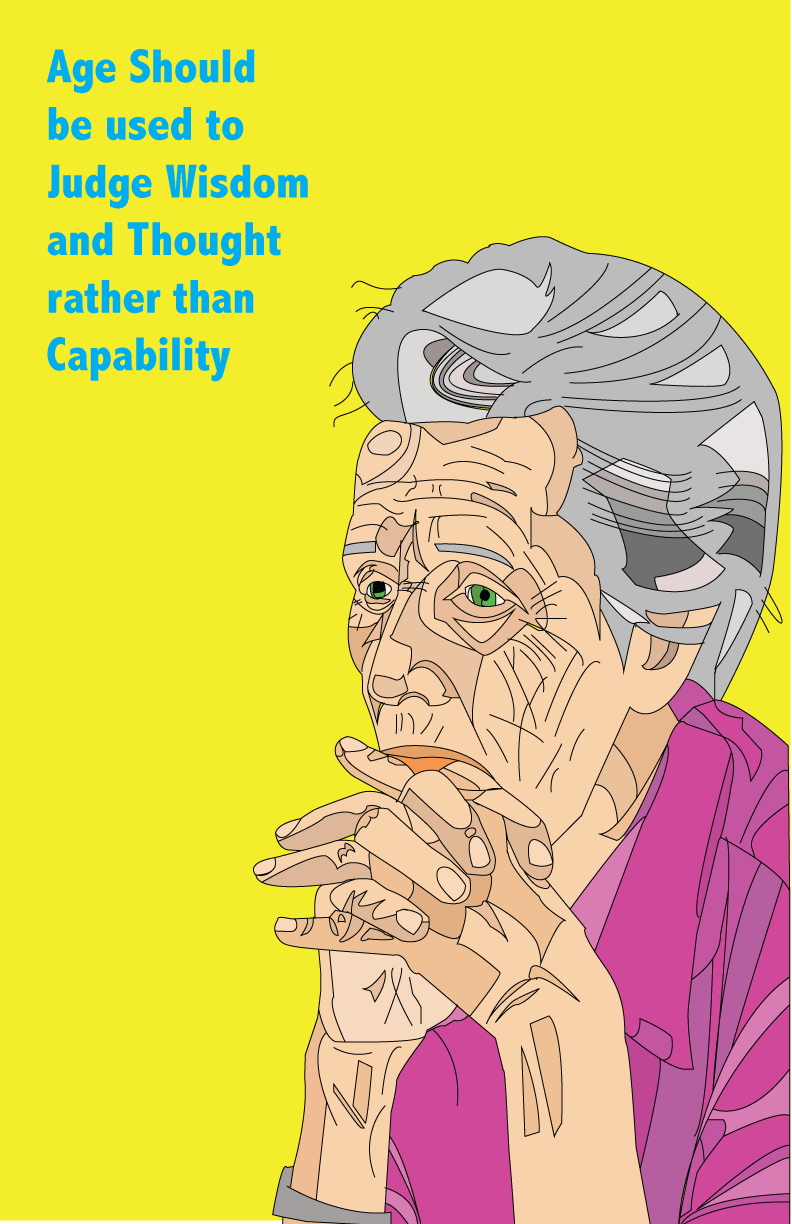 Age Should
be used to
Judge Wisdom
and Thought
rather than
Capability